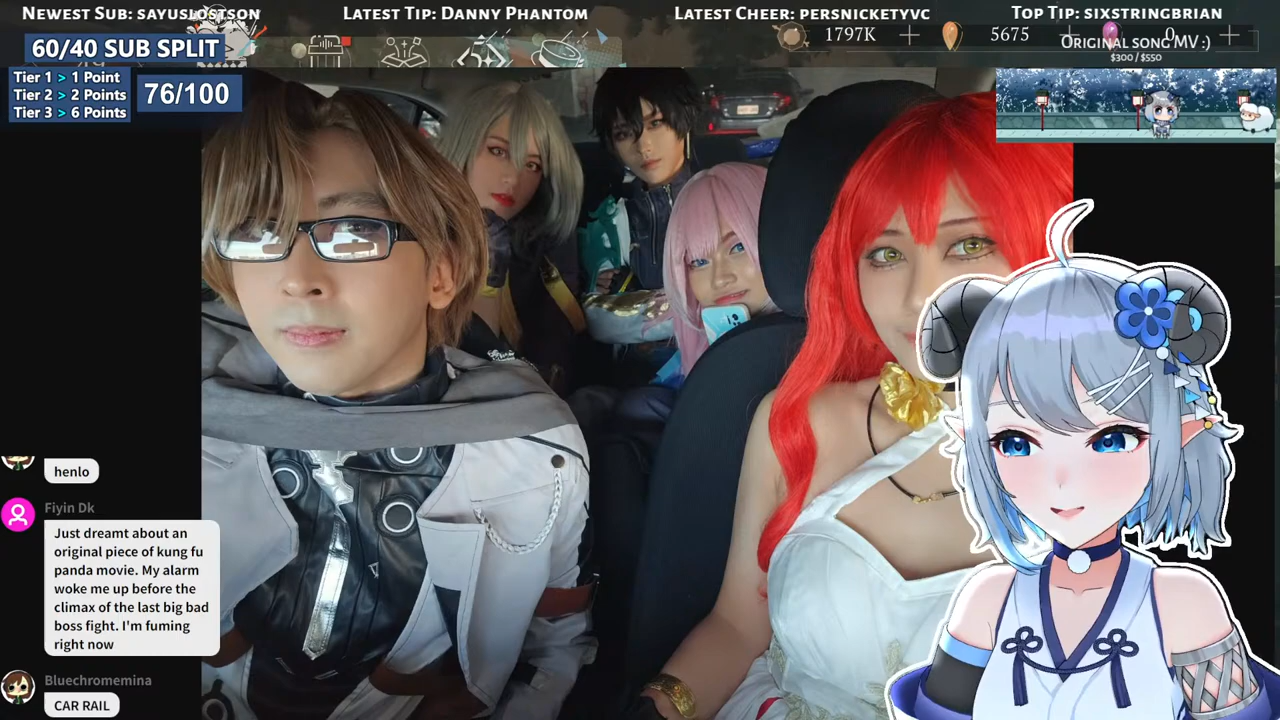 Newest Sub: sayuslostson
Latest Tip: Danny Phantom
Latest Cheer: persnicketyvc
Top Tip: sixstringbrian
1797K
5675
0
Original song MV :)
$300 / $550
60/40 SUB SPLIT
Tier 1 > 1 Point
Tier 2 > 2 Points
Tier 3 > 6 Points
76/100
henlo
Fiyin Dk
Just dreamt about an
original piece of kung fu
panda movie. My alarm
woke me up before the
climax of the last big bad
boss fight. I'm fuming
right now
Bluechromemina
CAR RAIL